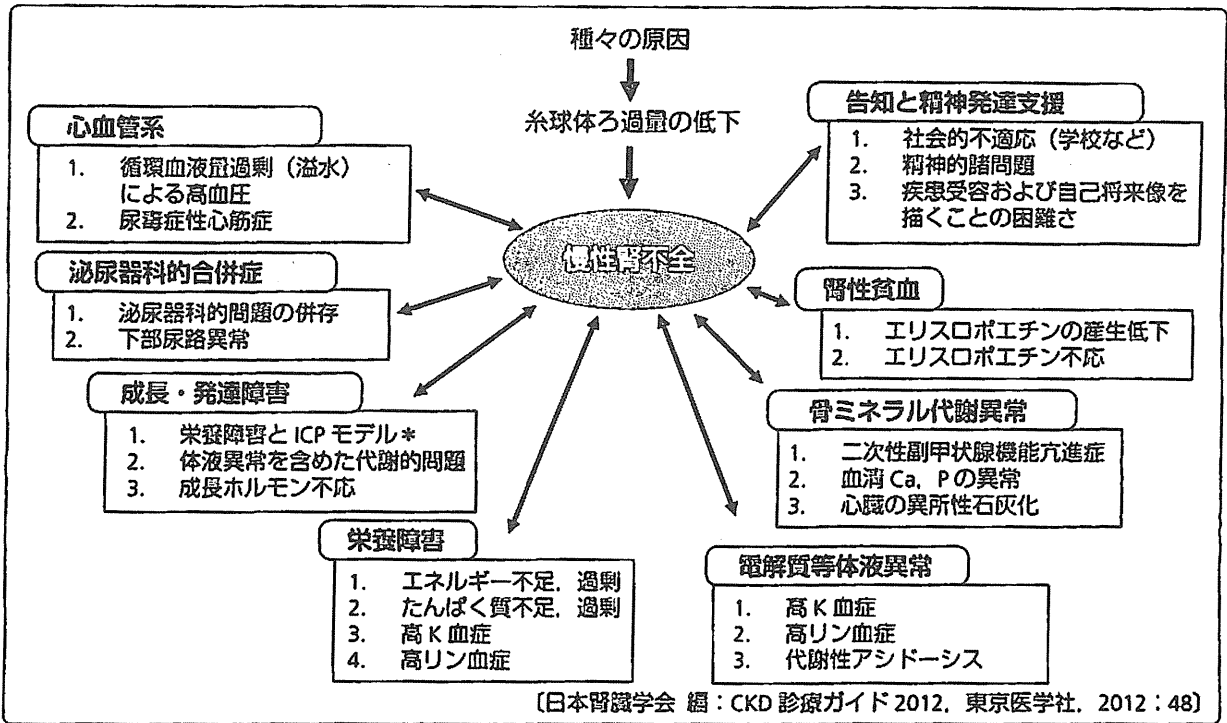 種々の原因
糸球体ろ過量の低下
慢性腎不全
心血管系
1. 循環血液量過剰（溢水）
による高血圧
2. 尿毒症性心筋症
泌尿器科的合併症
1. 泌尿器科的問題の併存
2. 下部尿路異常
成長・発達障害
1. 栄養障害と ICP モデル＊
2. 体液異常を含めた代謝的問題
3. 成長ホルモン不応
栄養障害
1. エネルギー不足，過剰
2. たんぱく質不足，過剰
3. 高 K 血症
4. 高リン血症
告知と精神発達支援
1. 社会的不適応（学校など）
2. 精神的諸問題
3. 疾患受容および自己将来像を
描くことの困難さ
腎性貧血
1. エリスロポエチンの産生低下
2. エリスロポエチン不応
骨ミネラル代謝異常
1. 二次性副甲状腺機能亢進症
2. 血清 Ca，P の異常
3. 心臓の異所性石灰化
電解質等体液異常
1. 高 K 血症
2. 高リン血症
3. 代謝性アシドーシス
〔日本腎臓学会 編：CKD 診療ガイド 2012，東京医学社，2012：48〕